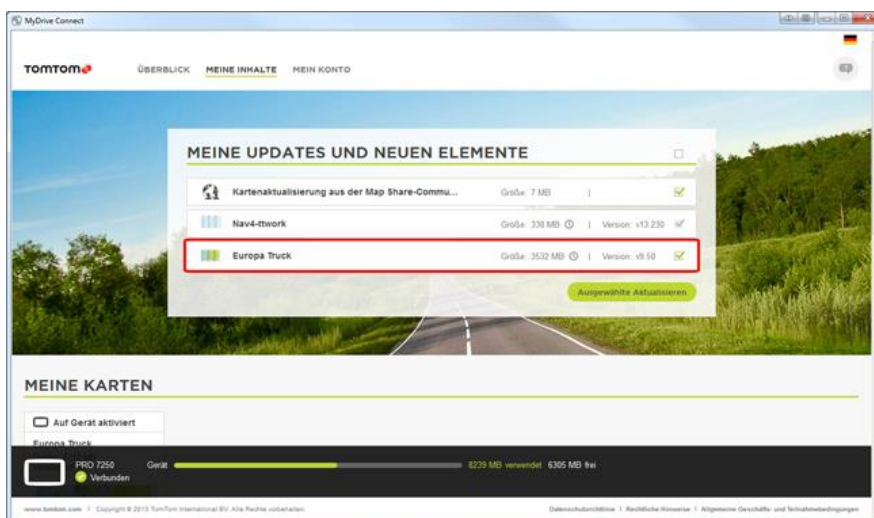 MyDrive Connect
TOMTOM
ÜBERBLICK MEINE INHALTE MEIN KONTO
MEINE UPDATES UND NEUEN ELEMENTE
Kartenaktualisierung aus der Map Share-Commu... Größe: 7 MB |
Nav4-ttwork Größe: 330 MB | Version: v13.230
Europa Truck Größe: 3532 MB | Version: v9.50
Ausgewählte Aktualisieren
MEINE KARTEN
Auf Gerät aktiviert
Europa Truck
PRO 7250 Gerät 8239 MB verwendet 6305 MB frei
Verbunden
www.tomtom.com | Copyright © 2015 TomTom International BV. Alle Rechte vorbehalten. Datenschutzrichtlinie | Rechtliche Hinweise | Allgemeine Geschäfts- und Teilnahmebedingungen